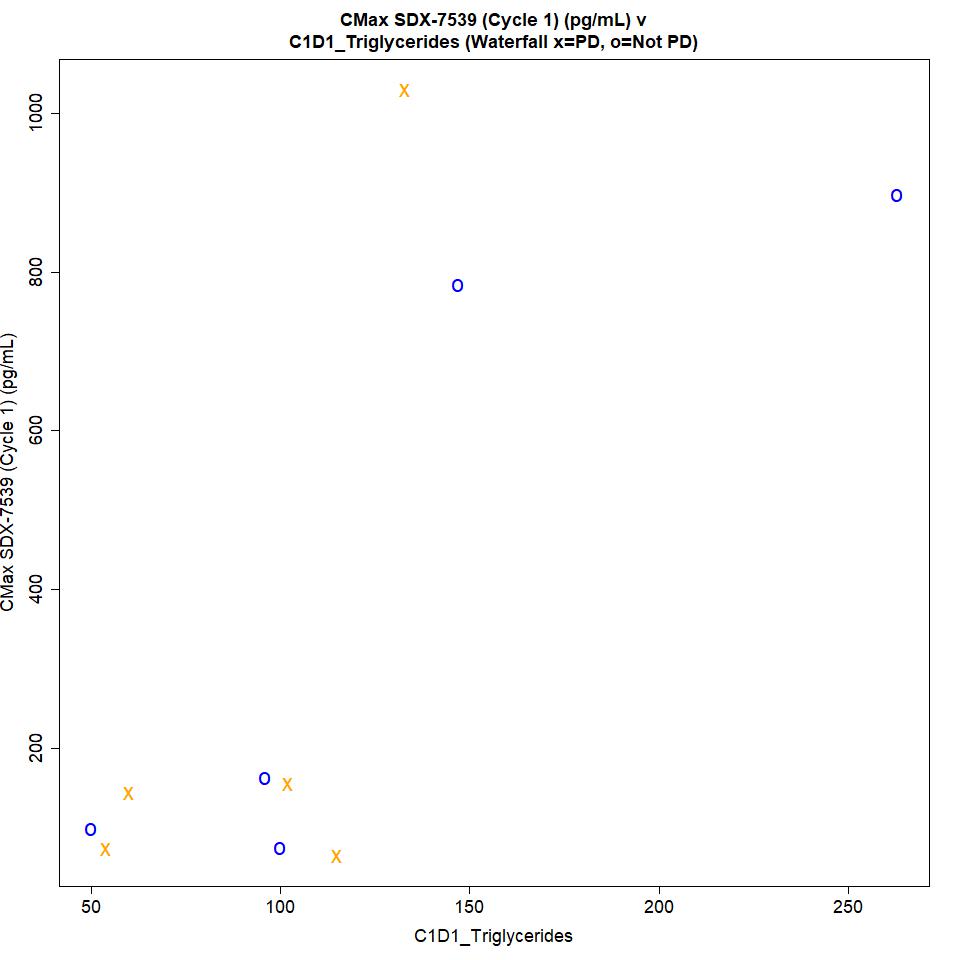 CMax SDX-7539 (Cycle 1) (pg/mL) v
C1D1_Triglycerides (Waterfall x=PD, o=Not PD)
CMax SDX-7539 (Cycle 1) (pg/mL)
1000
800
600
400
200
X
O
O
X
O
X
O
X
O
X
50
100
150
200
250
C1D1_Triglycerides